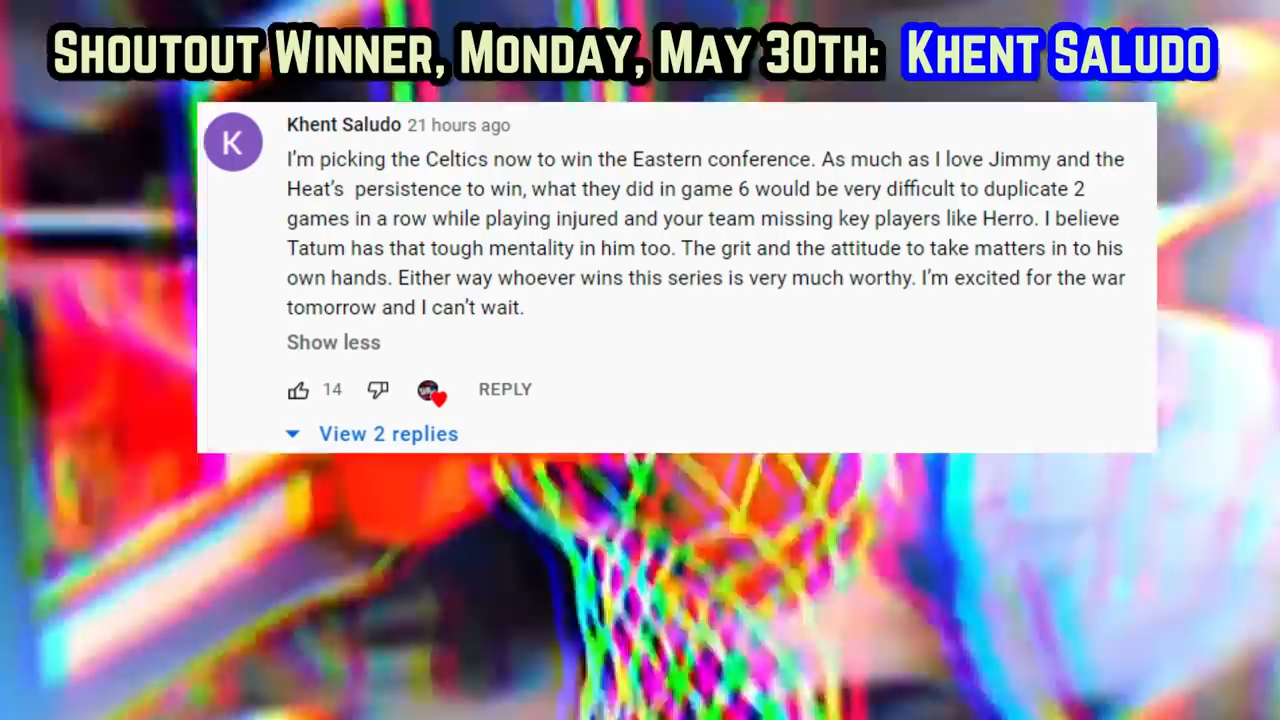 SHOUTOUT WINNER, MONDAY, MAY 30TH: KHENT SALUDO
K
Khent Saludo 21 hours ago
I'm picking the Celtics now to win the Eastern conference. As much as I love Jimmy and the
Heat's  persistence to win, what they did in game 6 would be very difficult to duplicate 2
games in a row while playing injured and your team missing key players like Herro. I believe
Tatum has that tough mentality in him too. The grit and the attitude to take matters in to his
own hands. Either way whoever wins this series is very much worthy. I'm excited for the war
tomorrow and I can't wait.
Show less
14 REPLY
View 2 replies